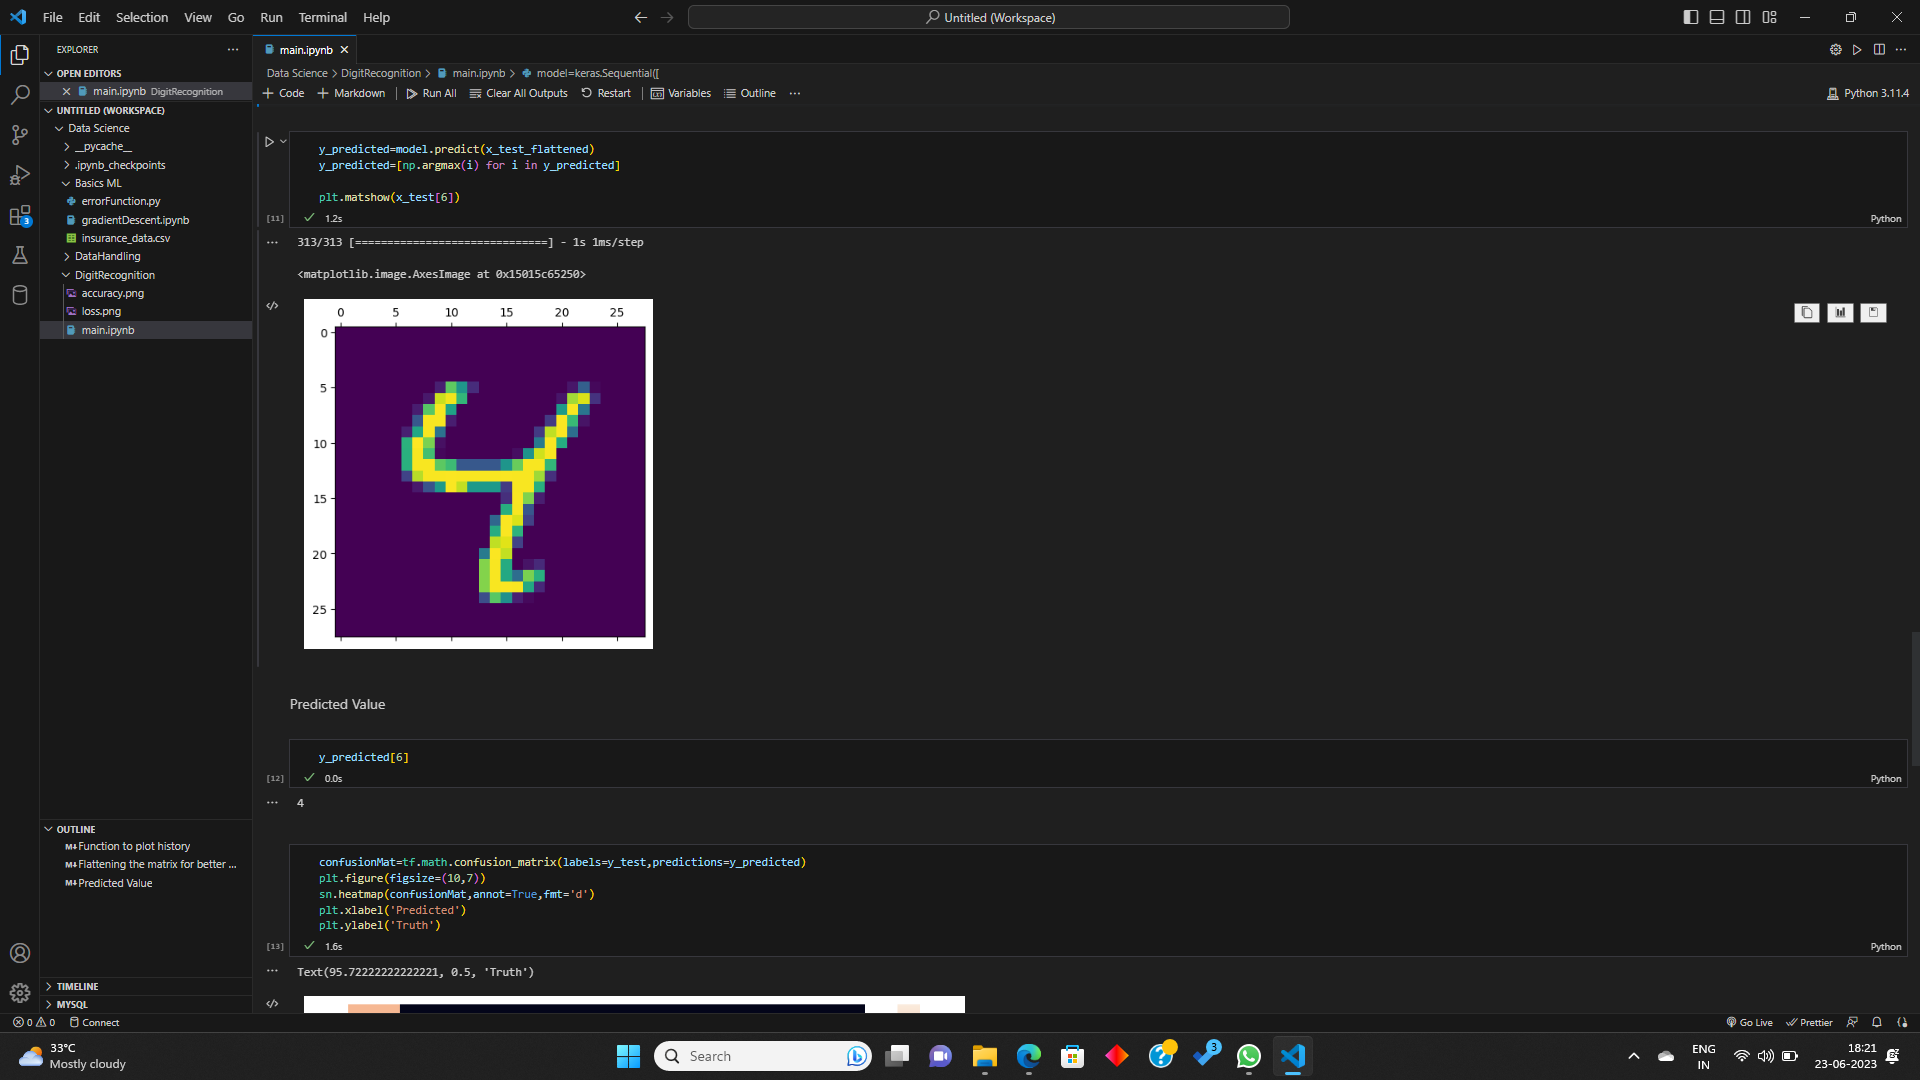 File Edit Selection View Go Run Terminal Help
Untitled (Workspace)
EXPLORER
OPEN EDITORS
main.ipynb DigitRecognition
UNTITLED (WORKSPACE)
Data Science
__pycache__
.ipynb_checkpoints
Basics ML
errorFunction.py
gradientDescent.ipynb
insurance_data.csv
DataHandling
DigitRecognition
accuracy.png
loss.png
main.ipynb
OUTLINE
M↓Function to plot history
M↓Flattening the matrix for better ...
M↓Predicted Value
TIMELINE
MYSQL
3
main.ipynb
Data Science > DigitRecognition > main.ipynb > model=keras.Sequential([
+ Code + Markdown Run All Clear All Outputs Restart Variables Outline ...
Python 3.11.4
y_predicted=model.predict(x_test_flattened)
y_predicted=[np.argmax(i) for i in y_predicted]
plt.matshow(x_test[6])
[11] 1.2s
Python
313/313 [==============================] - 1s 1ms/step
<matplotlib.image.AxesImage at 0x15015c65250>
0 5 10 15 20 25
0
5
10
15
20
25
Predicted Value
y_predicted[6]
[12] 0.0s
Python
4
confusionMat=tf.math.confusion_matrix(labels=y_test,predictions=y_predicted)
plt.figure(figsize=(10,7))
sn.heatmap(confusionMat,annot=True,fmt='d')
plt.xlabel('Predicted')
plt.ylabel('Truth')
[13] 1.6s
Python
Text(95.72222222222221, 0.5, 'Truth')
0 0 Connect
Go Live Prettier
33°C
Mostly cloudy
Search
3
ENG
IN
18:21
23-06-2023